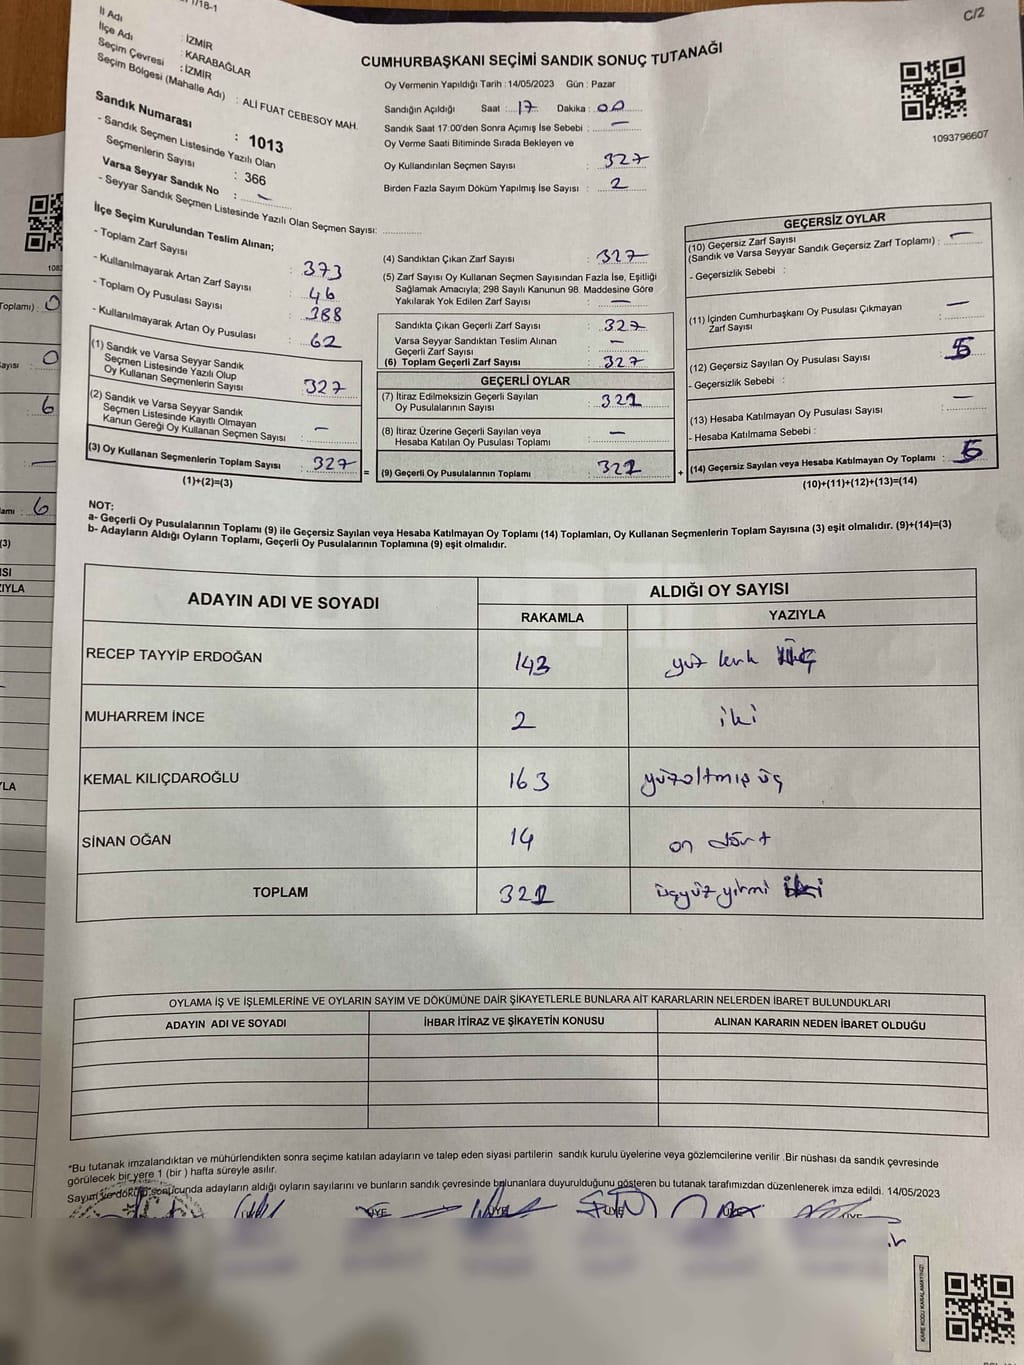 C/2
İl Adı : İZMİR
İlçe Adı : KARABAĞLAR
Seçim Çevresi : İZMİR
Seçim Bölgesi (Mahalle Adı) : ALİ FUAT CEBESOY MAH.
Sandık Numarası : 1013
- Sandık Seçmen Listesinde Yazılı Olan
Seçmenlerin Sayısı : 366
Varsa Seyyar Sandık No : –
- Seyyar Sandık Seçmen Listesinde Yazılı Olan Seçmen Sayısı:
CUMHURBAŞKANI SEÇİMİ SANDIK SONUÇ TUTANAĞI
Oy Vermenin Yapıldığı Tarih : 14/05/2023 Gün : Pazar
Sandığın Açıldığı Saat : 17 Dakika : 00
Sandık Saat 17:00'den Sonra Açımış İse Sebebi : –
Oy Verme Saati Bitiminde Sırada Bekleyen ve
Oy Kullandırılan Seçmen Sayısı : 327
Birden Fazla Sayım Döküm Yapılmış İse Sayısı : 2
1093796607
İlçe Seçim Kurulundan Teslim Alınan;
- Toplam Zarf Sayısı : 373
- Kullanılmayarak Artan Zarf Sayısı : 46
- Toplam Oy Pusulası Sayısı : 388
- Kullanılmayarak Artan Oy Pusulası : 62
(1) Sandık ve Varsa Seyyar Sandık
Seçmen Listesinde Yazılı Olup
Oy Kullanan Seçmenlerin Sayısı : 327
(2) Sandık ve Varsa Seyyar Sandık
Seçmen Listesinde Kayıtlı Olmayan
Kanun Gereği Oy Kullanan Seçmen Sayısı : –
(3) Oy Kullanan Seçmenlerin Toplam Sayısı : 327
(1)+(2)=(3)
(4) Sandıktan Çıkan Zarf Sayısı : 327
(5) Zarf Sayısı Oy Kullanan Seçmen Sayısından Fazla İse, Eşitliği
Sağlamak Amacıyla; 298 Sayılı Kanunun 98. Maddesine Göre
Yakılarak Yok Edilen Zarf Sayısı : –
Sandıkta Çıkan Geçerli Zarf Sayısı : 327
Varsa Seyyar Sandıktan Teslim Alınan
Geçerli Zarf Sayısı : –
(6) Toplam Geçerli Zarf Sayısı : 327
GEÇERLİ OYLAR
(7) İtiraz Edilmeksizin Geçerli Sayılan
Oy Pusulalarının Sayısı : 322
(8) İtiraz Üzerine Geçerli Sayılan veya
Hesaba Katılan Oy Pusulası Toplamı : –
= (9) Geçerli Oy Pusulalarının Toplamı : 322 +
GEÇERSİZ OYLAR
(10) Geçersiz Zarf Sayısı
(Sandık ve Varsa Seyyar Sandık Geçersiz Zarf Toplamı) : –
- Geçersizlik Sebebi :
(11) İçinden Cumhurbaşkanı Oy Pusulası Çıkmayan
Zarf Sayısı : –
(12) Geçersiz Sayılan Oy Pusulası Sayısı : 5
- Geçersizlik Sebebi :
(13) Hesaba Katılmayan Oy Pusulası Sayısı : –
- Hesaba Katılmama Sebebi :
(14) Geçersiz Sayılan veya Hesaba Katılmayan Oy Toplamı : 5
(10)+(11)+(12)+(13)=(14)
NOT:
a- Geçerli Oy Pusulalarının Toplamı (9) ile Geçersiz Sayılan veya Hesaba Katılmayan Oy Toplamı (14) Toplamları, Oy Kullanan Seçmenlerin Toplam Sayısına (3) eşit olmalıdır. (9)+(14)=(3)
b- Adayların Aldığı Oyların Toplamı, Geçerli Oy Pusulalarının Toplamına (9) eşit olmalıdır.
ADAYIN ADI VE SOYADI ALDIĞI OY SAYISI
RAKAMLA YAZIYLA
RECEP TAYYİP ERDOĞAN 143 yüz kırk üç
MUHARREM İNCE 2 iki
KEMAL KILIÇDAROĞLU 163 yüzaltmış üç
SİNAN OĞAN 14 on dört
TOPLAM 322 üçyüz yirmi iki
OYLAMA İŞ VE İŞLEMLERİNE VE OYLARIN SAYIM VE DÖKÜMÜNE DAİR ŞİKAYETLERLE BUNLARA AİT KARARLARIN NELERDEN İBARET BULUNDUKLARI
ADAYIN ADI VE SOYADI İHBAR İTİRAZ VE ŞİKAYETİN KONUSU ALINAN KARARIN NEDEN İBARET OLDUĞU
*Bu tutanak imzalandıktan ve mühürlendikten sonra seçime katılan adayların ve talep eden siyasi partilerin sandık kurulu üyelerine veya gözlemcilerine verilir .Bir nüshası da sandık çevresinde
görülecek bir yere 1 (bir ) hafta süreyle asılır.
Sayım ve döküm sonucunda adayların aldığı oyların sayılarını ve bunların sandık çevresinde bulunanlara duyurulduğunu gösteren bu tutanak tarafımızdan düzenlenerek imza edildi. 14/05/2023
ÜYE ÜYE ÜYE ÜYE
KARE KODU KARALAMAYINIZ!